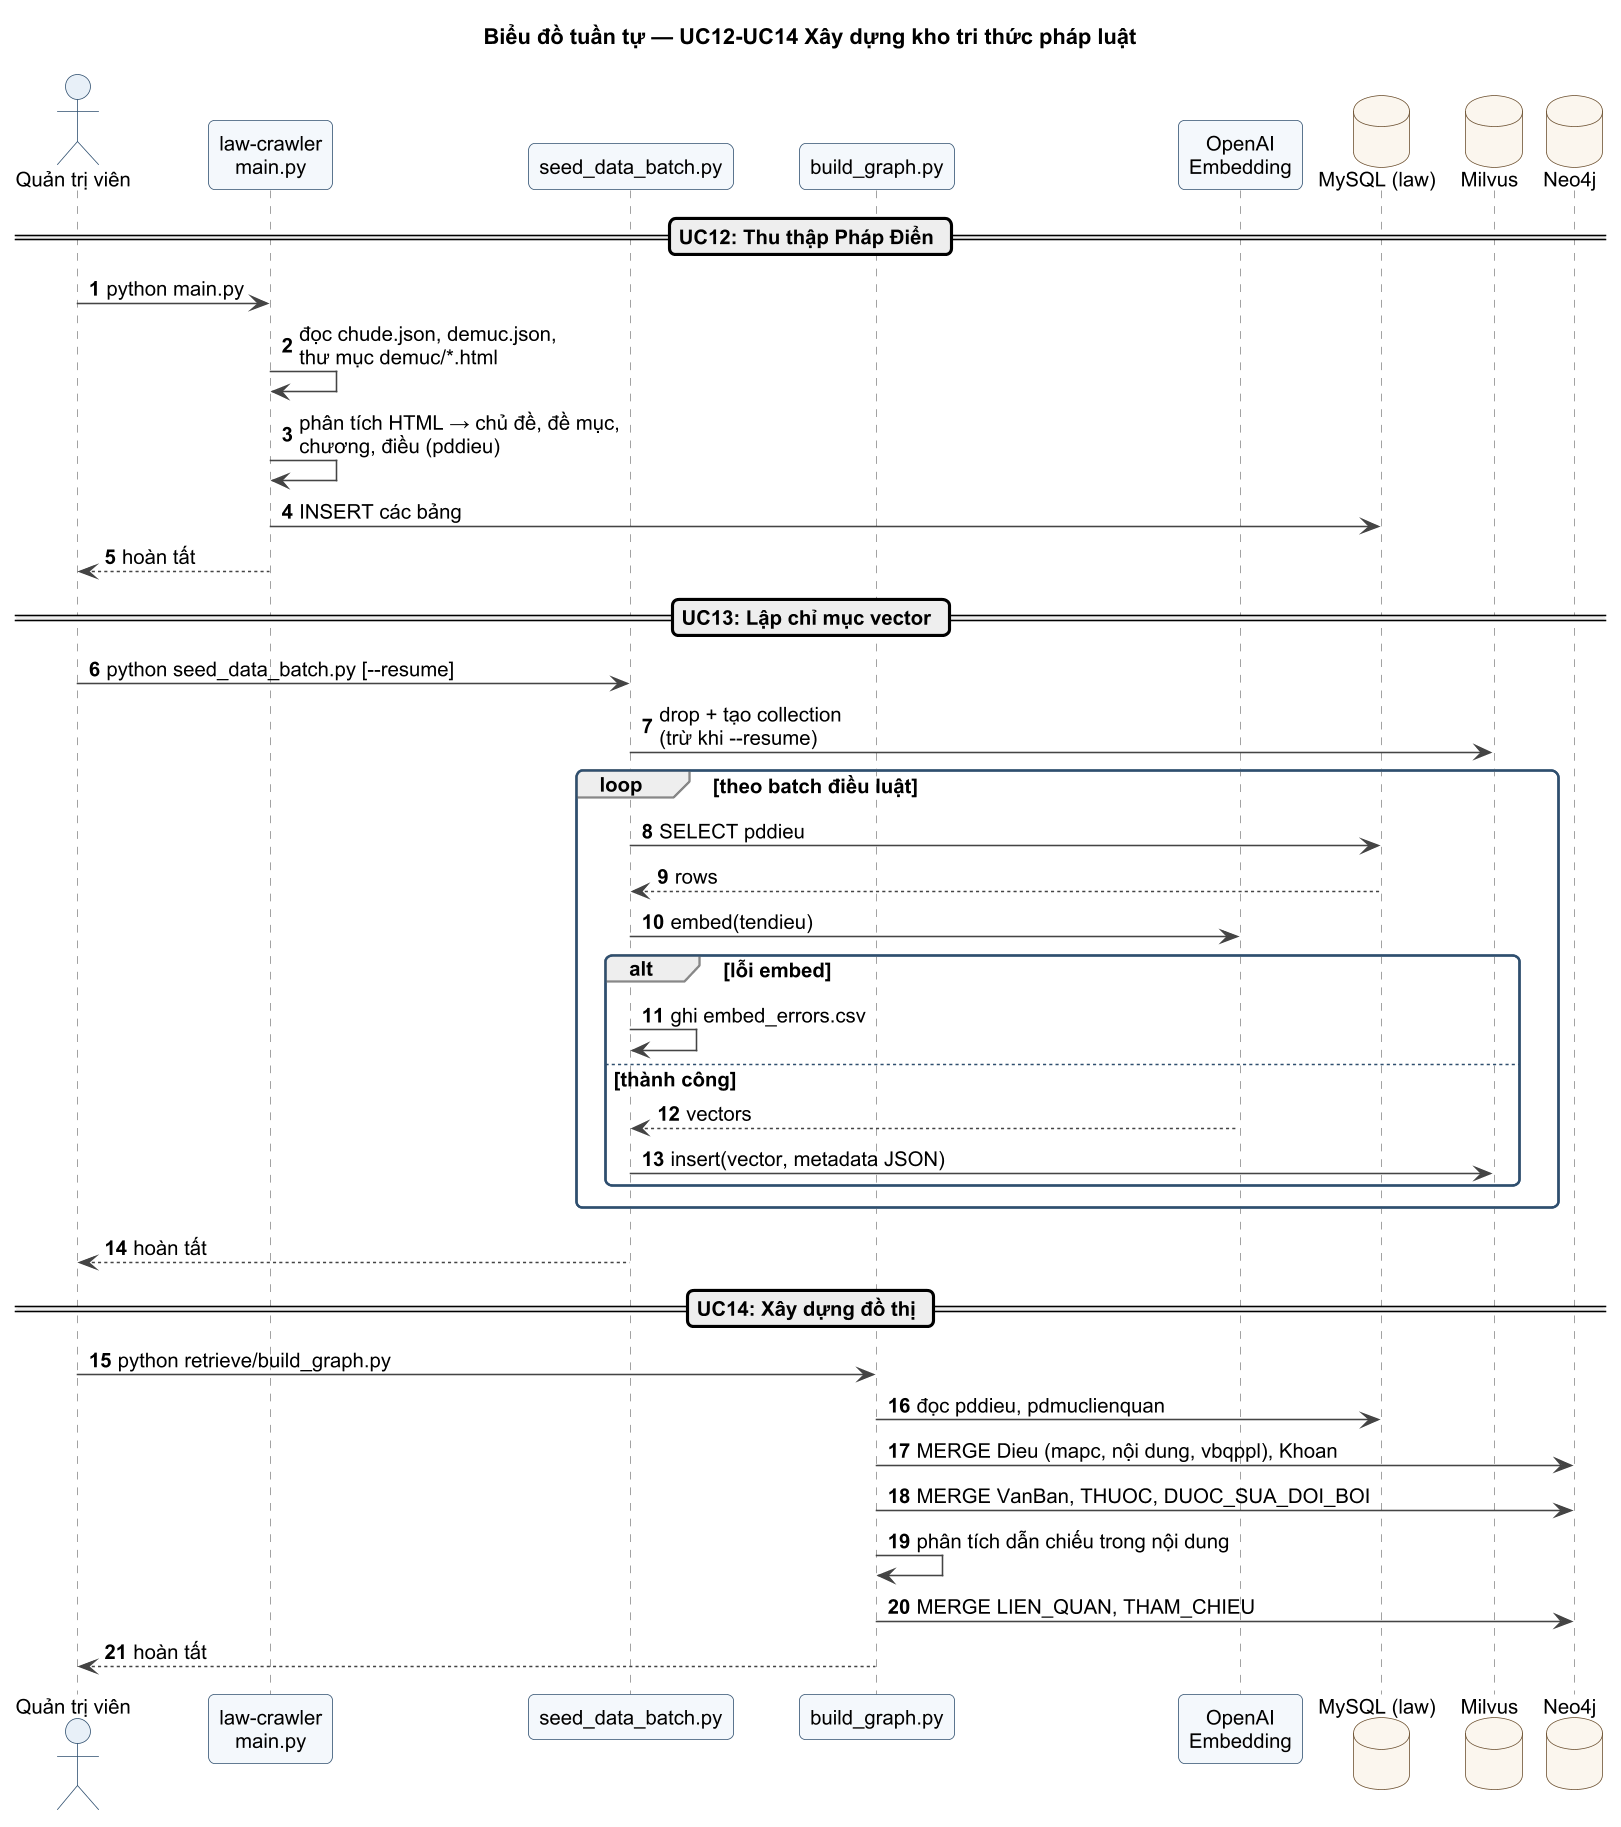 Biểu đồ tuần tự — UC12-UC14 Xây dựng kho tri thức pháp luật
Quản trị viên
law-crawler
main.py
seed_data_batch.py
build_graph.py
OpenAI
Embedding
MySQL (law)
Milvus
Neo4j
UC12: Thu thập Pháp Điển
1 python main.py
2 đọc chude.json, demuc.json,
thư mục demuc/*.html
3 phân tích HTML → chủ đề, đề mục,
chương, điều (pddieu)
4 INSERT các bảng
5 hoàn tất
UC13: Lập chỉ mục vector
6 python seed_data_batch.py [--resume]
7 drop + tạo collection
(trừ khi --resume)
loop [theo batch điều luật]
8 SELECT pddieu
9 rows
10 embed(tendieu)
alt [lỗi embed]
11 ghi embed_errors.csv
[thành công]
12 vectors
13 insert(vector, metadata JSON)
14 hoàn tất
UC14: Xây dựng đồ thị
15 python retrieve/build_graph.py
16 đọc pddieu, pdmuclienquan
17 MERGE Dieu (mapc, nội dung, vbqppl), Khoan
18 MERGE VanBan, THUOC, DUOC_SUA_DOI_BOI
19 phân tích dẫn chiếu trong nội dung
20 MERGE LIEN_QUAN, THAM_CHIEU
21 hoàn tất
Quản trị viên
law-crawler
main.py
seed_data_batch.py
build_graph.py
OpenAI
Embedding
MySQL (law)
Milvus
Neo4j